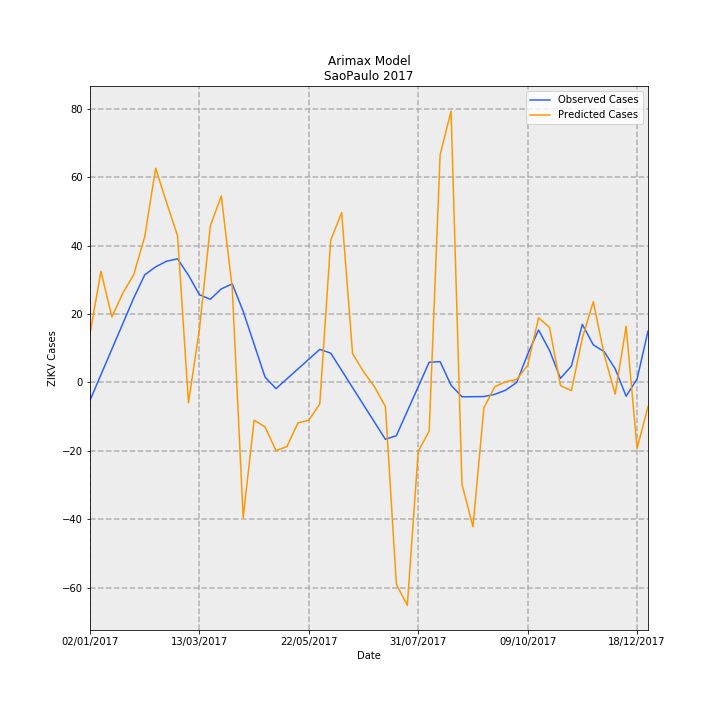 Arimax Model
SaoPaulo 2017
Observed Cases
Predicted Cases
ZIKV Cases
80
60
40
20
0
−20
−40
−60
02/01/2017
13/03/2017
22/05/2017
31/07/2017
09/10/2017
18/12/2017
Date